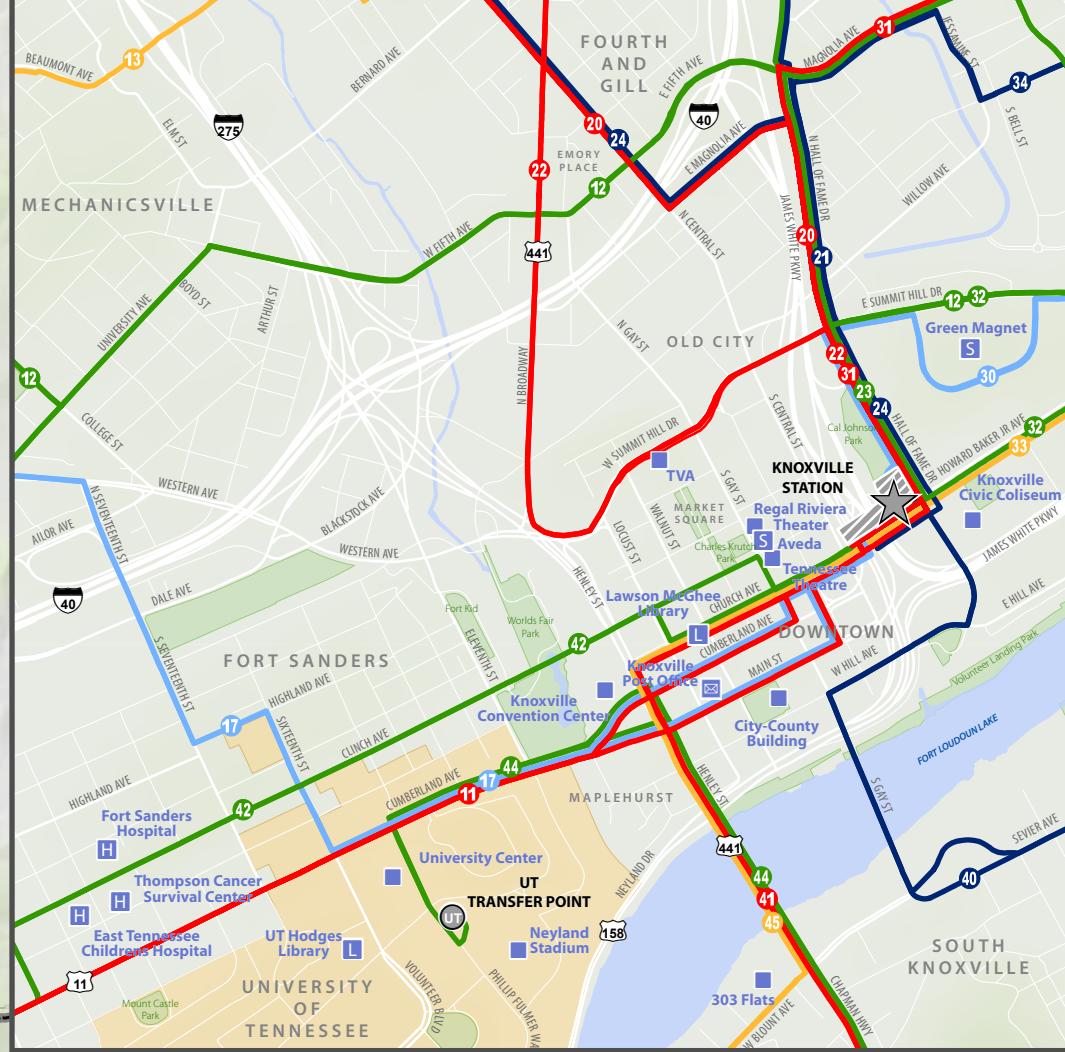 31
FOURTH
AND
GILL
13
BEAUMONT AVE
BERNARD AVE
E FIFTH AVE
MAGNOLIA AVE
JESSAMINE ST
34
275
ELM ST
40
20
24
E MAGNOLIA AVE
S BELL ST
EMORY
PLACE
22
12
N HALL OF FAME DR
WILLOW AVE
MECHANICSVILLE
JAMES WHITE PKWY
N CENTRAL ST
W FIFTH AVE
441
20
21
BOYD ST
ARTHUR ST
UNIVERSITY AVE
E SUMMIT HILL DR
12
32
N GAY ST
OLD CITY
Green Magnet
S
22
31
30
12
N BROADWAY
23
24
S CENTRAL ST
HALL OF FAME DR
Cal Johnson
Park
COLLEGE ST
W SUMMIT HILL DR
HOWARD BAKER JR AVE
32
33
TVA
KNOXVILLE
STATION
Knoxville
Civic Coliseum
WESTERN AVE
N SEVENTEENTH ST
BLACKSTOCK AVE
AILOR AVE
S GAY ST
MARKET
SQUARE
WALNUT ST
LOCUST ST
Regal Riviera
Theater
S
Aveda
Charles Krutch
Park
Tennessee
Theatre
JAMES WHITE PKWY
WESTERN AVE
HENLEY ST
40
DALE AVE
E HILL AVE
Lawson McGhee
Library
L
CHURCH AVE
Fort Kid
Worlds Fair
Park
42
CUMBERLAND AVE
DOWNTOWN
S SEVENTEENTH ST
ELEVENTH ST
FORT SANDERS
MAIN ST
W HILL AVE
Volunteer Landing Park
Knoxville
Post Office
HIGHLAND AVE
Knoxville
Convention Center
17
SIXTEENTH ST
City-County
Building
FORT LOUDOUN LAKE
CLINCH AVE
44
17
11
CUMBERLAND AVE
HIGHLAND AVE
42
MAPLEHURST
HENLEY ST
S GAY ST
Fort Sanders
Hospital
H
441
SEVIER AVE
University Center
NEYLAND DR
44
40
Thompson Cancer
Survival Center
H
H
UT
TRANSFER POINT
UT
41
45
East Tennessee
Childrens Hospital
UT Hodges
Library
L
Neyland
Stadium
158
SOUTH
KNOXVILLE
11
UNIVERSITY
OF
TENNESSEE
VOLUNTEER BLVD
PHILLIP FULMER WA
303 Flats
CHAPMAN HWY
W BLOUNT AVE
Mount Castle
Park